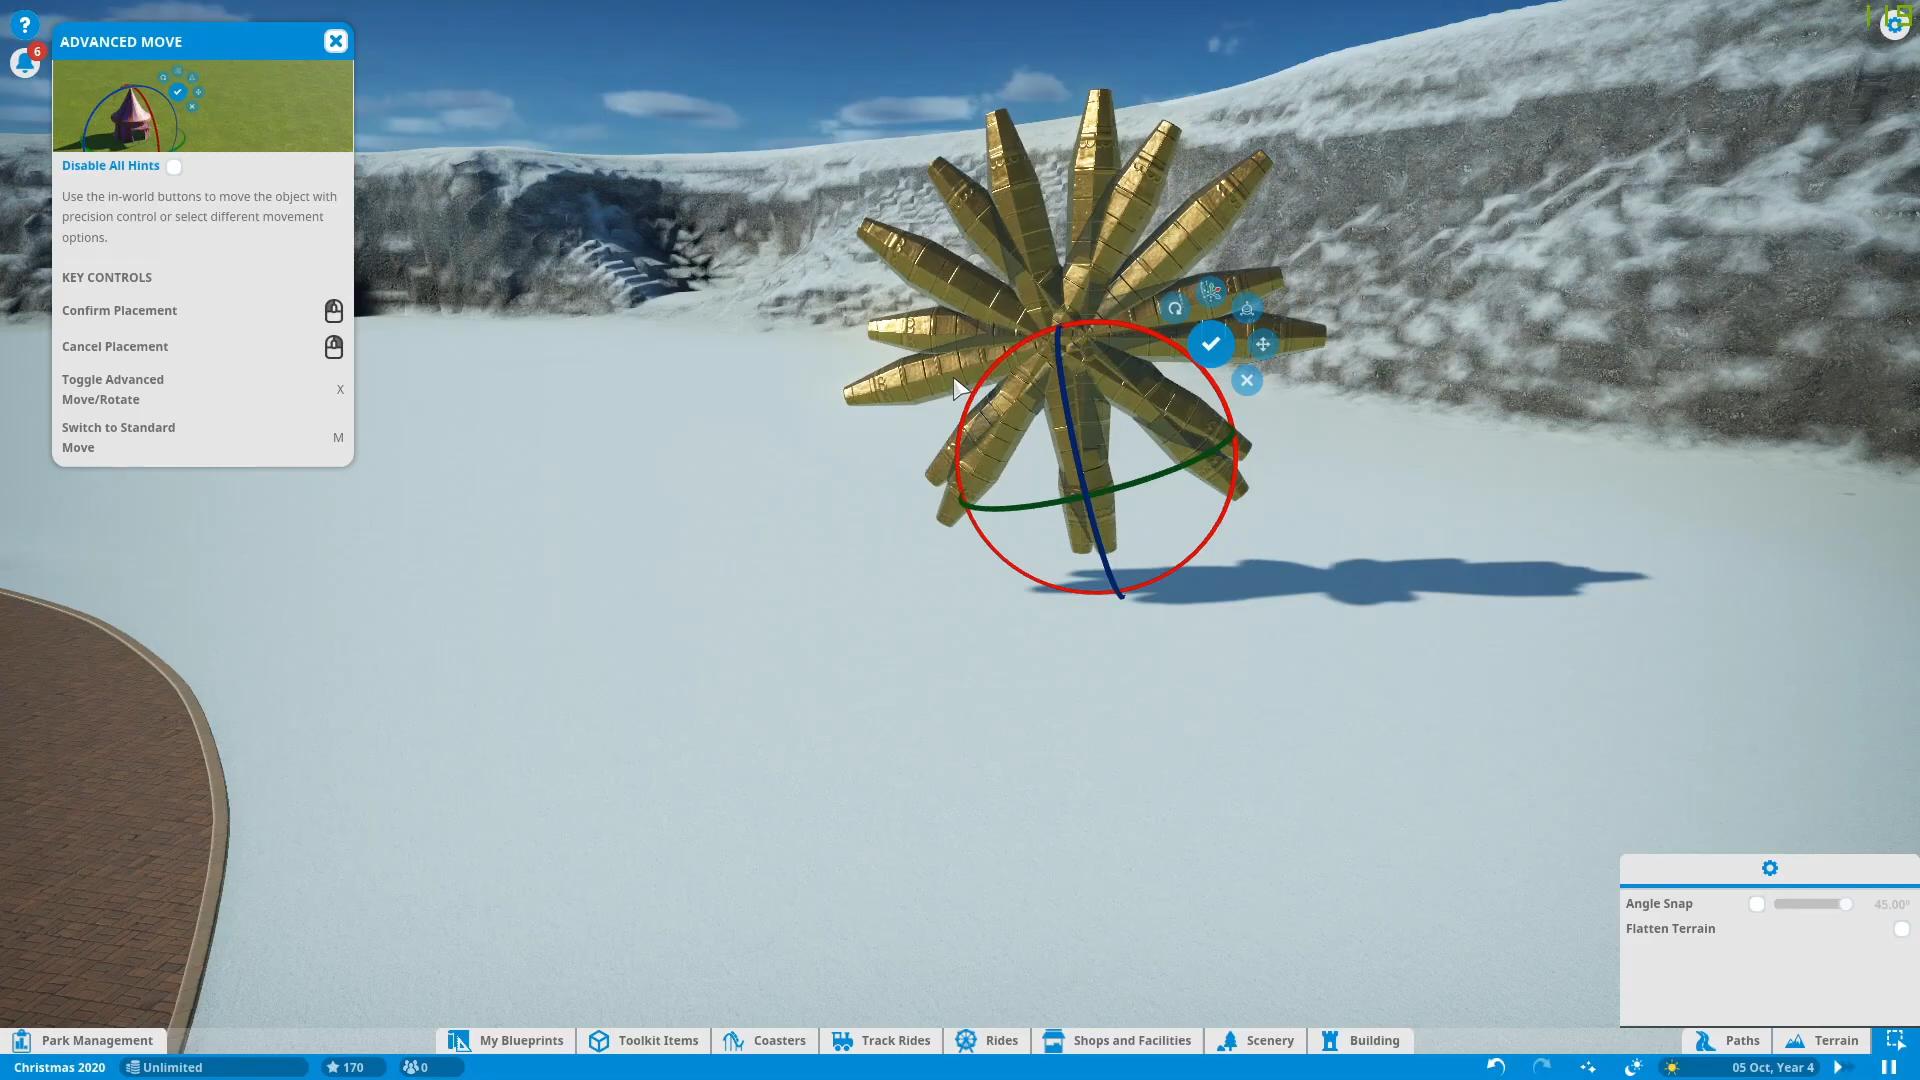 119
6
ADVANCED MOVE
Disable All Hints
Use the in-world buttons to move the object with
precision control or select different movement
options.
KEY CONTROLS
Confirm Placement
Cancel Placement
Toggle Advanced
Move/Rotate
X
Switch to Standard
Move
M
Angle Snap
45.00°
Flatten Terrain
Park Management
My Blueprints
Toolkit Items
Coasters
Track Rides
Rides
Shops and Facilities
Scenery
Building
Paths
Terrain
Christmas 2020
Unlimited
170
0
05 Oct, Year 4